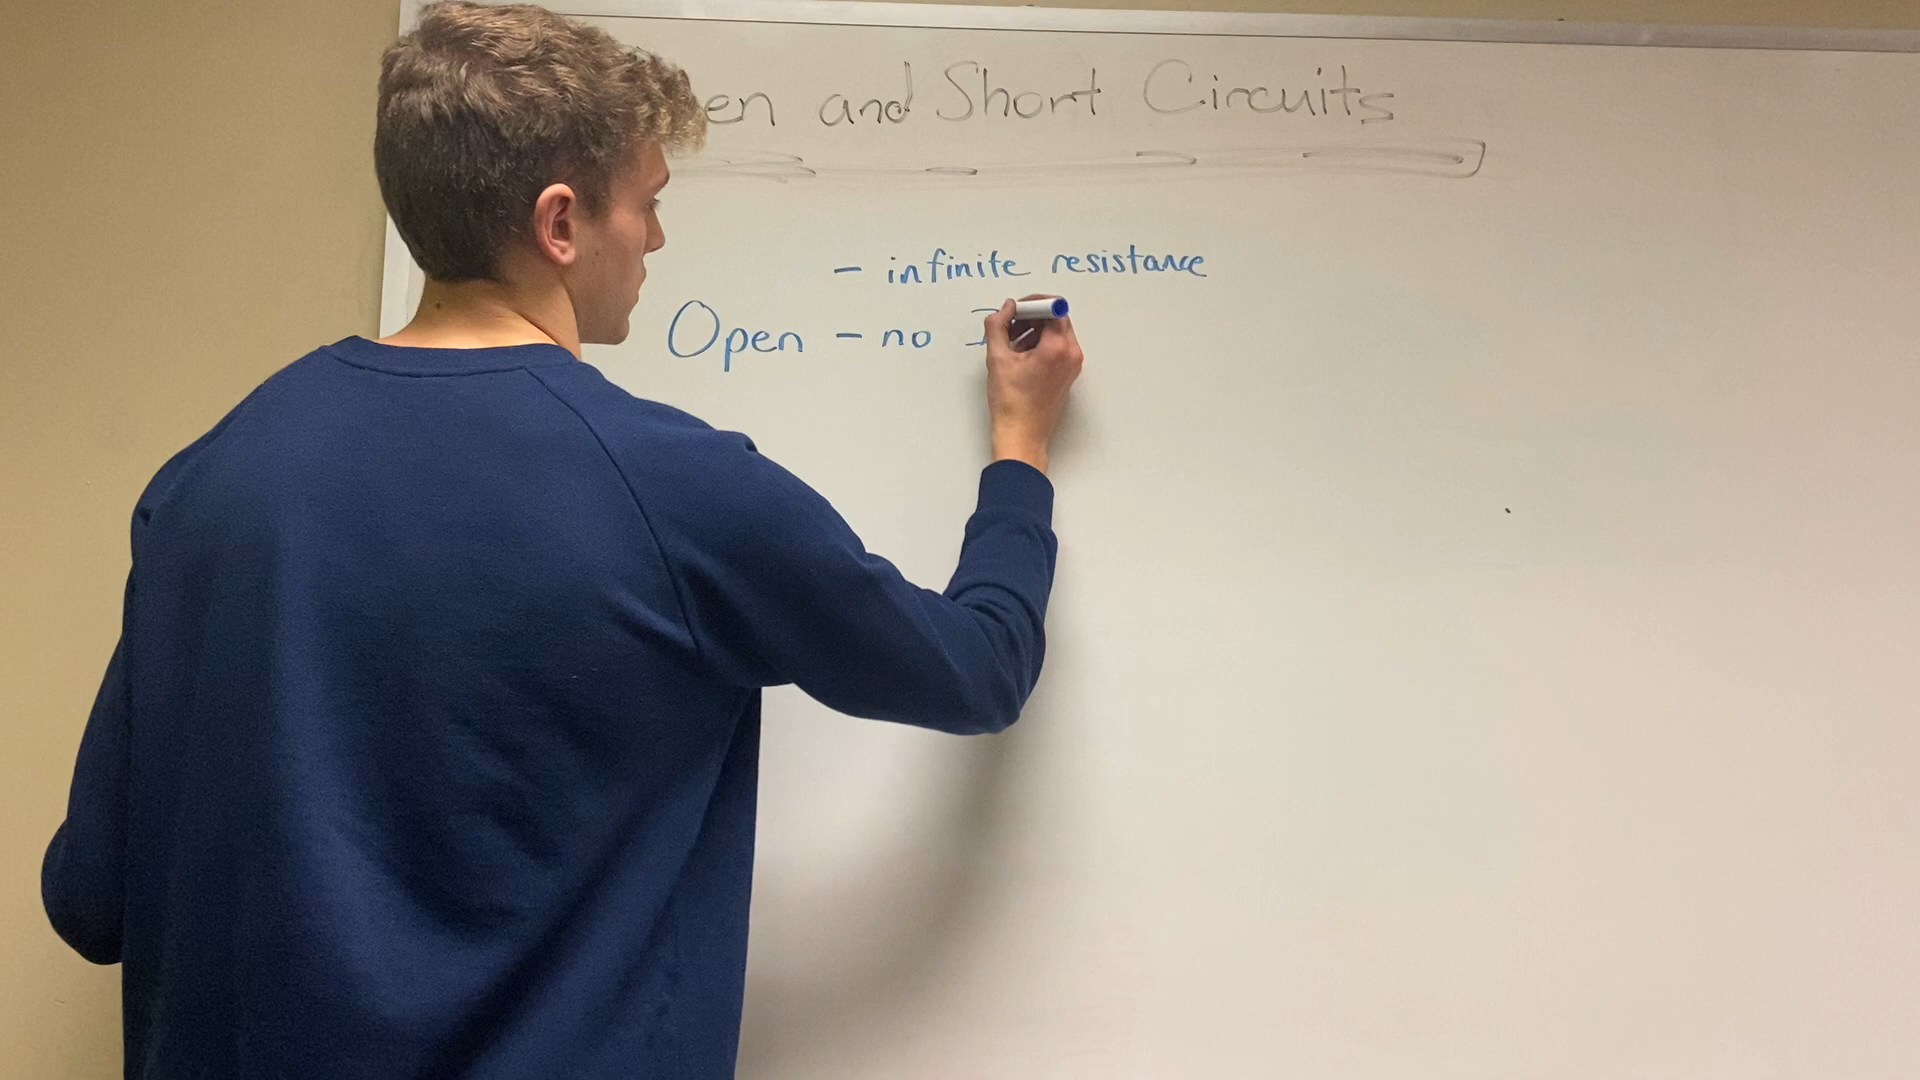 en and Short Circuits
- infinite resistance
Open - no I